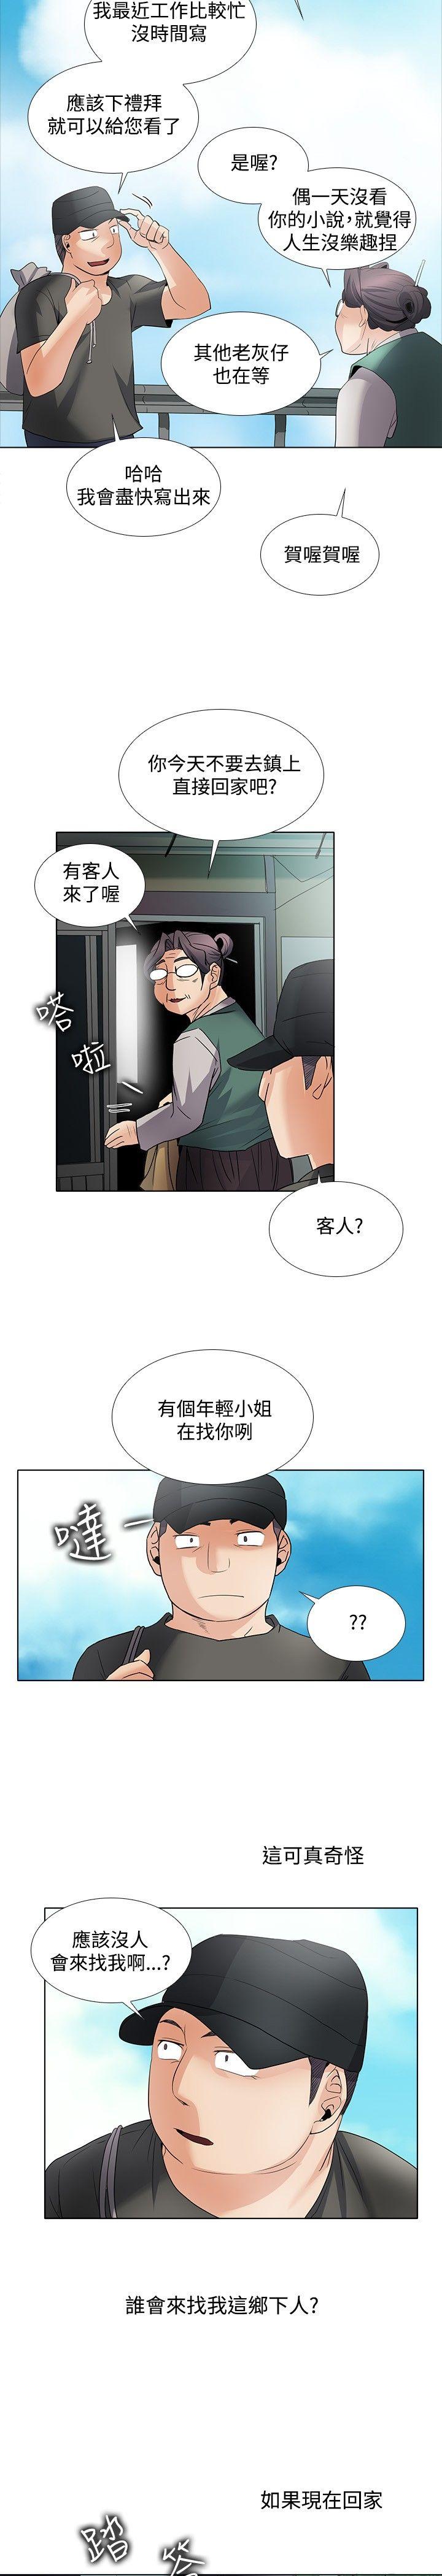 我最近工作比較忙
沒時間寫
應該下禮拜
就可以給您看了
是喔?
偶一天沒看
你的小說，就覺得
人生沒樂趣捏
其他老灰仔
也在等
哈哈
我會盡快寫出來
賀喔賀喔
你今天不要去鎮上
直接回家吧?
有客人
來了喔
嗒
啦
客人?
有個年輕小姐
在找你咧
噠
??
這可真奇怪
應該沒人
會來找我啊...?
誰會來找我這鄉下人?
如果現在回家
踏
答